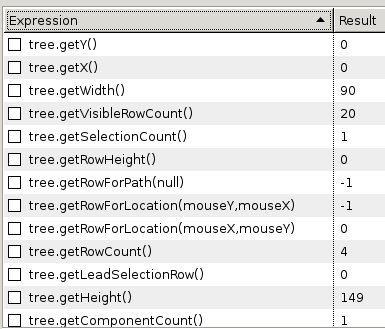 Expression Result
tree.getY() 0
tree.getX() 0
tree.getWidth() 90
tree.getVisibleRowCount() 20
tree.getSelectionCount() 1
tree.getRowHeight() 0
tree.getRowForPath(null) -1
tree.getRowForLocation(mouseY,mouseX) -1
tree.getRowForLocation(mouseX,mouseY) 0
tree.getRowCount() 4
tree.getLeadSelectionRow() 0
tree.getHeight() 149
tree.getComponentCount() 1